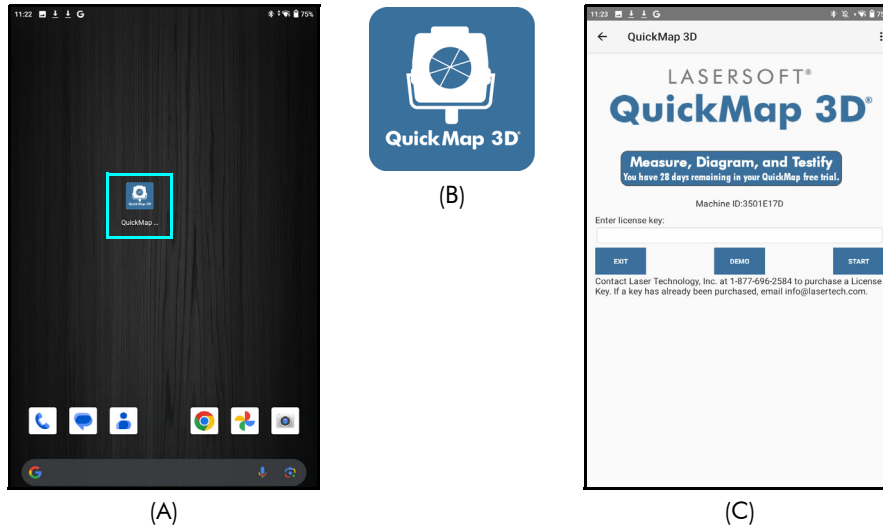 11:22 G 75%
QuickMap 3D
QuickMap ...
(A)
QuickMap 3D®
(B)
11:23 G
QuickMap 3D
LASERSOFT®
QuickMap 3D®
Measure, Diagram, and Testify
You have 28 days remaining in your QuickMap free trial.
Machine ID:3501E17D
Enter license key:
EXIT DEMO START
Contact Laser Technology, Inc. at 1-877-696-2584 to purchase a License
Key. If a key has already been purchased, email info@lasertech.com.
(C)